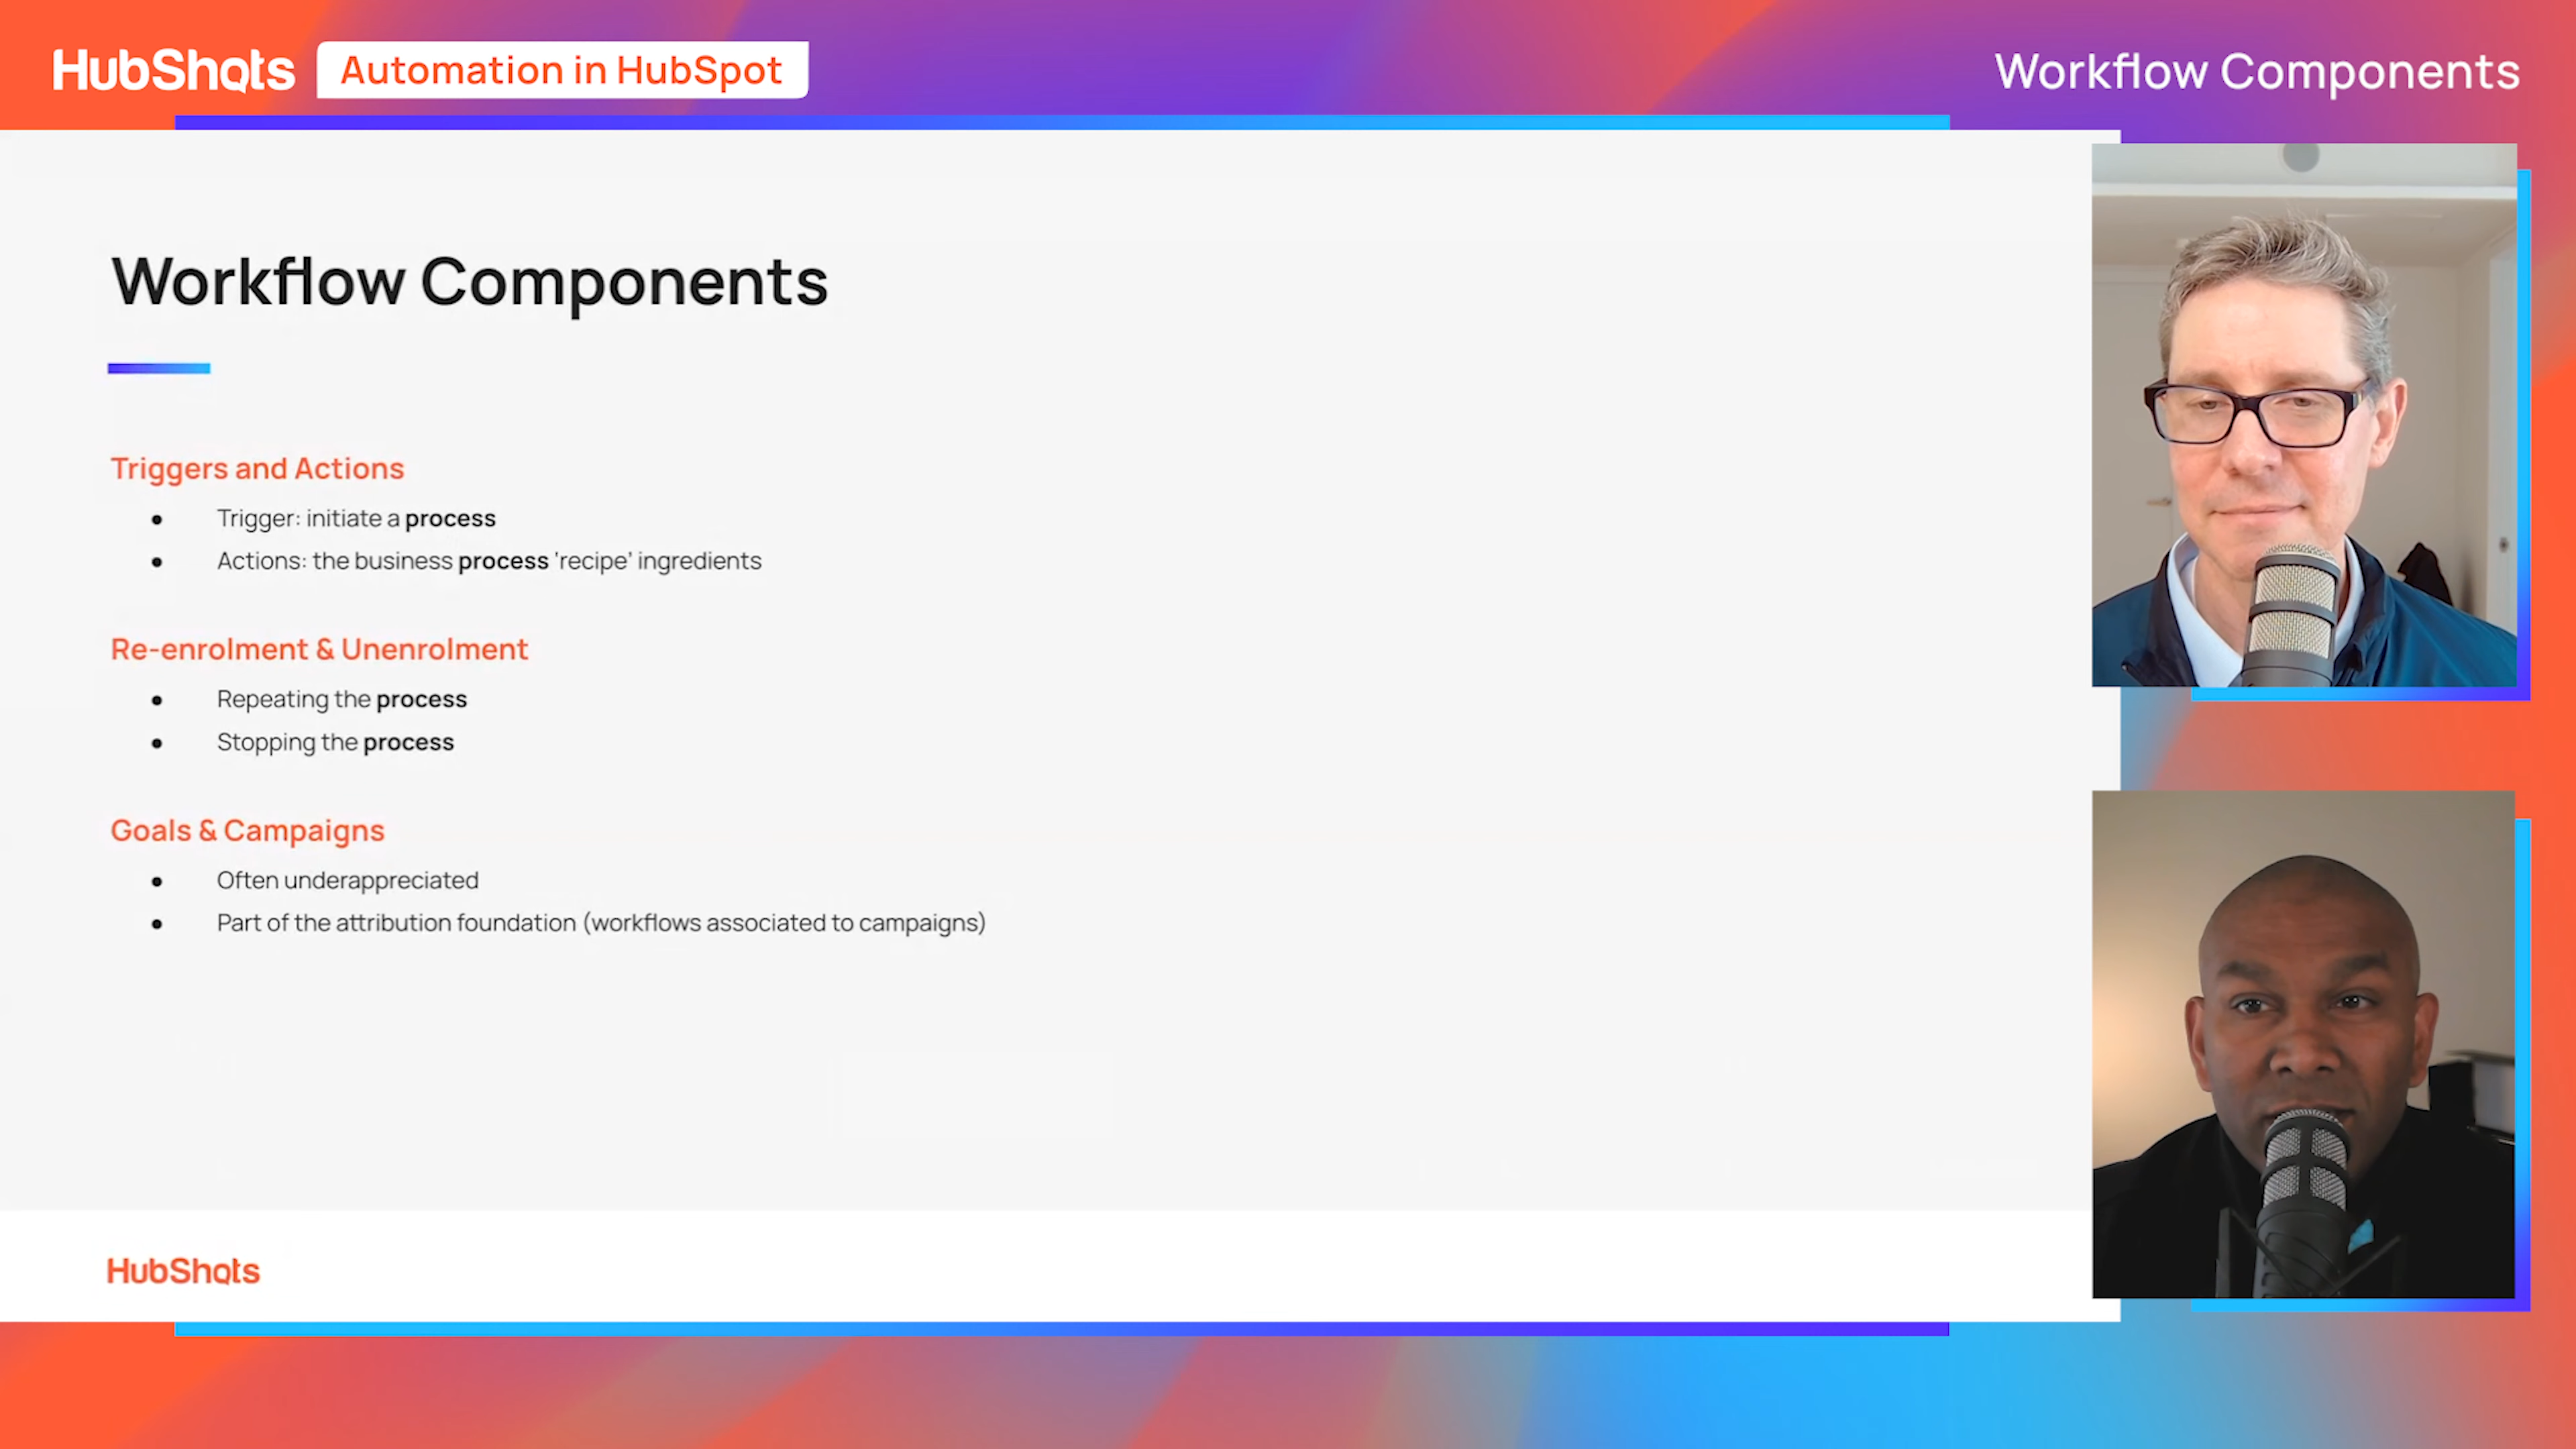 HubShots Automation in HubSpot
Workflow Components
Workflow Components
Triggers and Actions
● Trigger: initiate a process
● Actions: the business process ‘recipe’ ingredients
Re-enrolment & Unenrolment
● Repeating the process
● Stopping the process
Goals & Campaigns
● Often underappreciated
● Part of the attribution foundation (workflows associated to campaigns)
HubShots